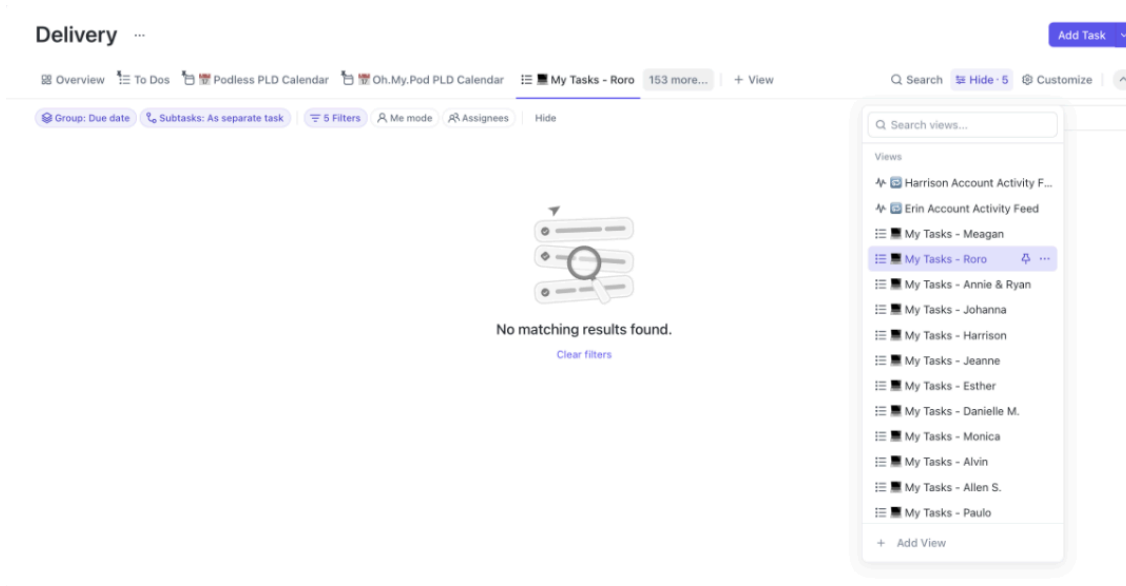 Delivery ...
Add Task
Overview To Dos Podless PLD Calendar Oh.My.Pod PLD Calendar My Tasks - Roro 153 more... + View Search Hide · 5 Customize
Group: Due date Subtasks: As separate task 5 Filters Me mode Assignees Hide
No matching results found.
Clear filters
Search views...
Views
Harrison Account Activity F...
Erin Account Activity Feed
My Tasks - Meagan
My Tasks - Roro ...
My Tasks - Annie & Ryan
My Tasks - Johanna
My Tasks - Harrison
My Tasks - Jeanne
My Tasks - Esther
My Tasks - Danielle M.
My Tasks - Monica
My Tasks - Alvin
My Tasks - Allen S.
My Tasks - Paulo
+ Add View